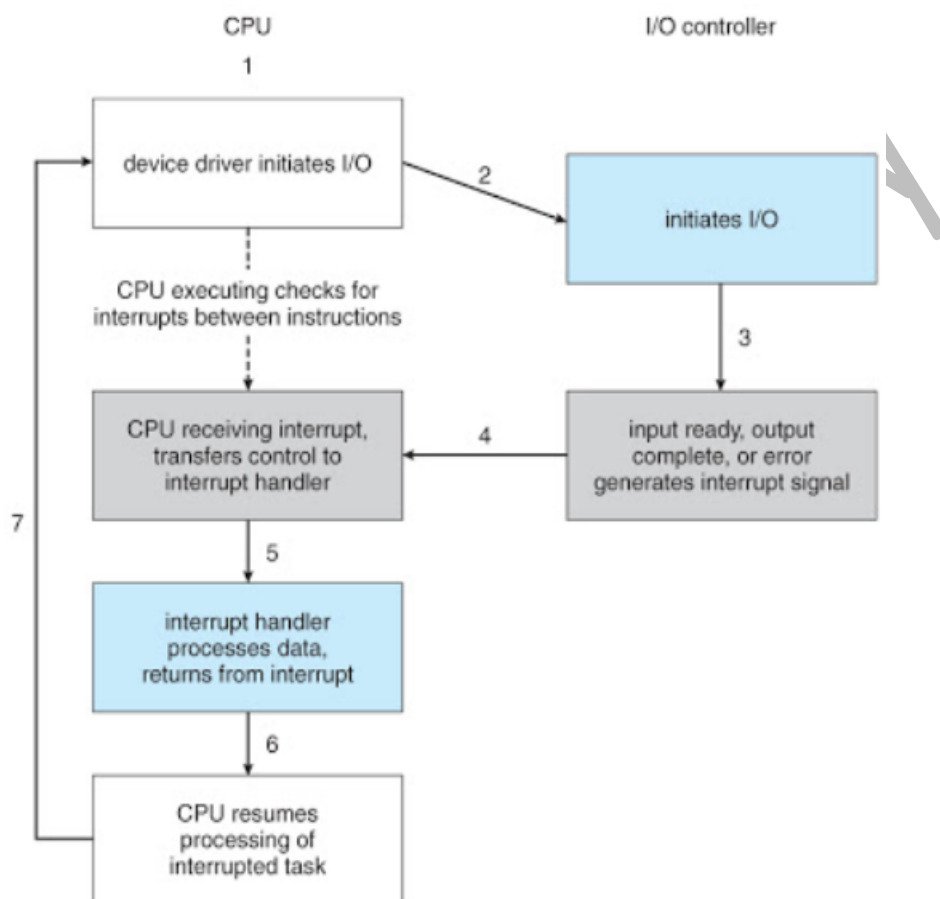 CPU
I/O controller
1
device driver initiates I/O
2
initiates I/O
CPU executing checks for
interrupts between instructions
3
CPU receiving interrupt,
transfers control to
interrupt handler
4
input ready, output
complete, or error
generates interrupt signal
7
5
interrupt handler
processes data,
returns from interrupt
6
CPU resumes
processing of
interrupted task